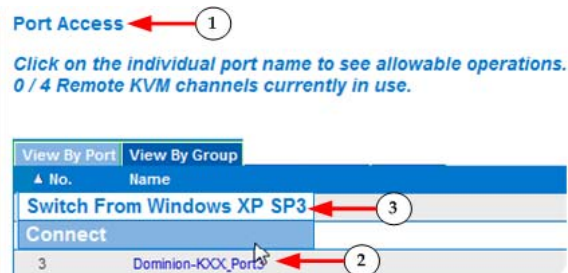 Port Access
1
Click on the individual port name to see allowable operations.
0 / 4 Remote KVM channels currently in use.
View By Port View By Group
▲ No. Name
Switch From Windows XP SP3
3
Connect
3 Dominion-KXX_Port3
2